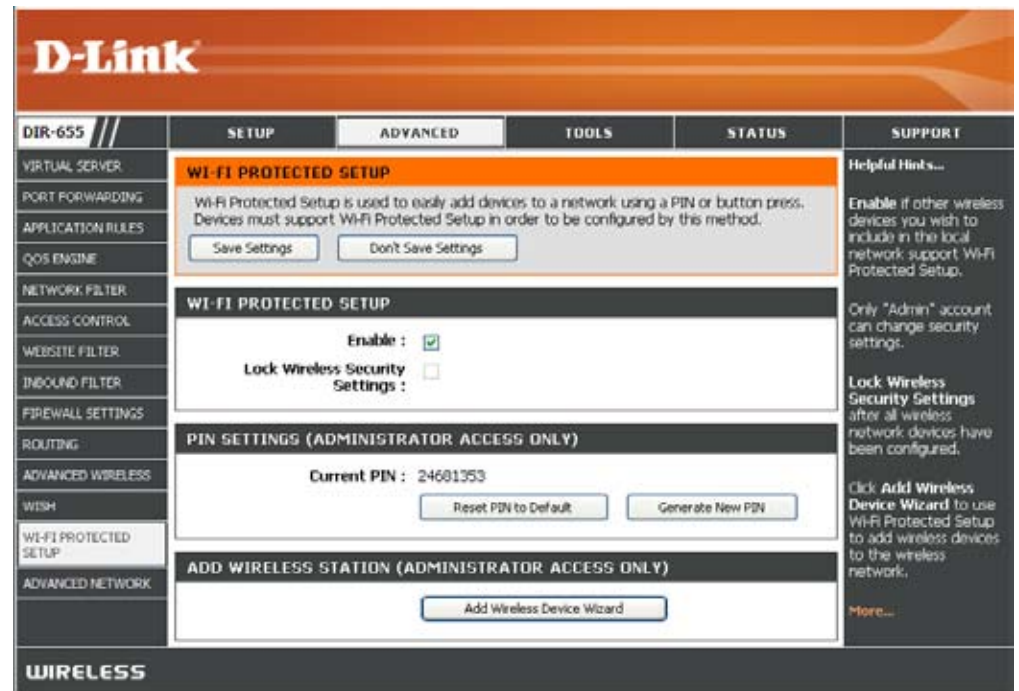 D-Link
DIR-655
SETUP
ADVANCED
TOOLS
STATUS
SUPPORT
VIRTUAL SERVER
PORT FORWARDING
APPLICATION RULES
QOS ENGINE
NETWORK FILTER
ACCESS CONTROL
WEBSITE FILTER
INBOUND FILTER
FIREWALL SETTINGS
ROUTING
ADVANCED WIRELESS
WISH
WI-FI PROTECTED
SETUP
ADVANCED NETWORK
WI-FI PROTECTED SETUP
Wi-Fi Protected Setup is used to easily add devices to a network using a PIN or button press.
Devices must support Wi-Fi Protected Setup in order to be configured by this method.
Save Settings
Don't Save Settings
WI-FI PROTECTED SETUP
Enable :
Lock Wireless Security
Settings :
PIN SETTINGS (ADMINISTRATOR ACCESS ONLY)
Current PIN : 24681353
Reset PIN to Default
Generate New PIN
ADD WIRELESS STATION (ADMINISTRATOR ACCESS ONLY)
Add Wireless Device Wizard
Helpful Hints...
Enable if other wireless
devices you wish to
include in the local
network support Wi-Fi
Protected Setup.
Only "Admin" account
can change security
settings.
Lock Wireless
Security Settings
after all wireless
network devices have
been configured.
Click Add Wireless
Device Wizard to use
Wi-Fi Protected Setup
to add wireless devices
to the wireless
network.
More...
WIRELESS